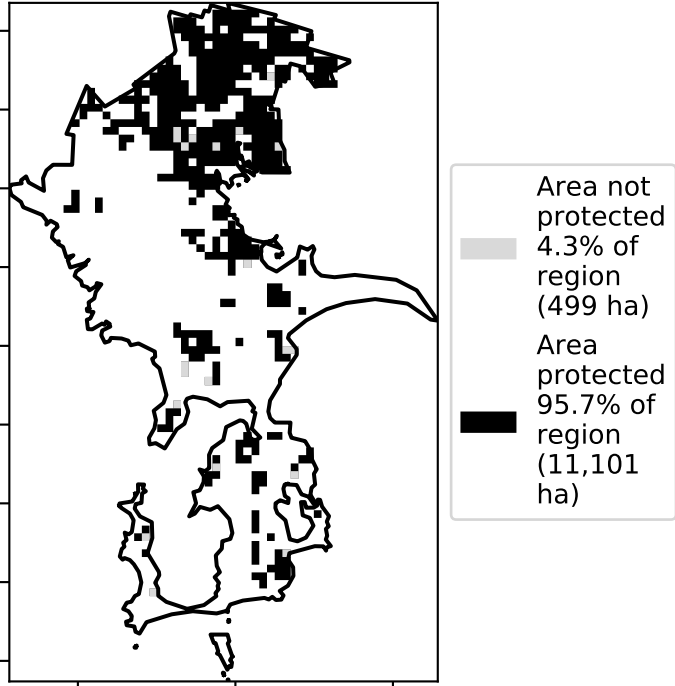 Area not
protected
4.3% of
region
(499 ha)
Area
protected
95.7% of
region
(11,101
ha)